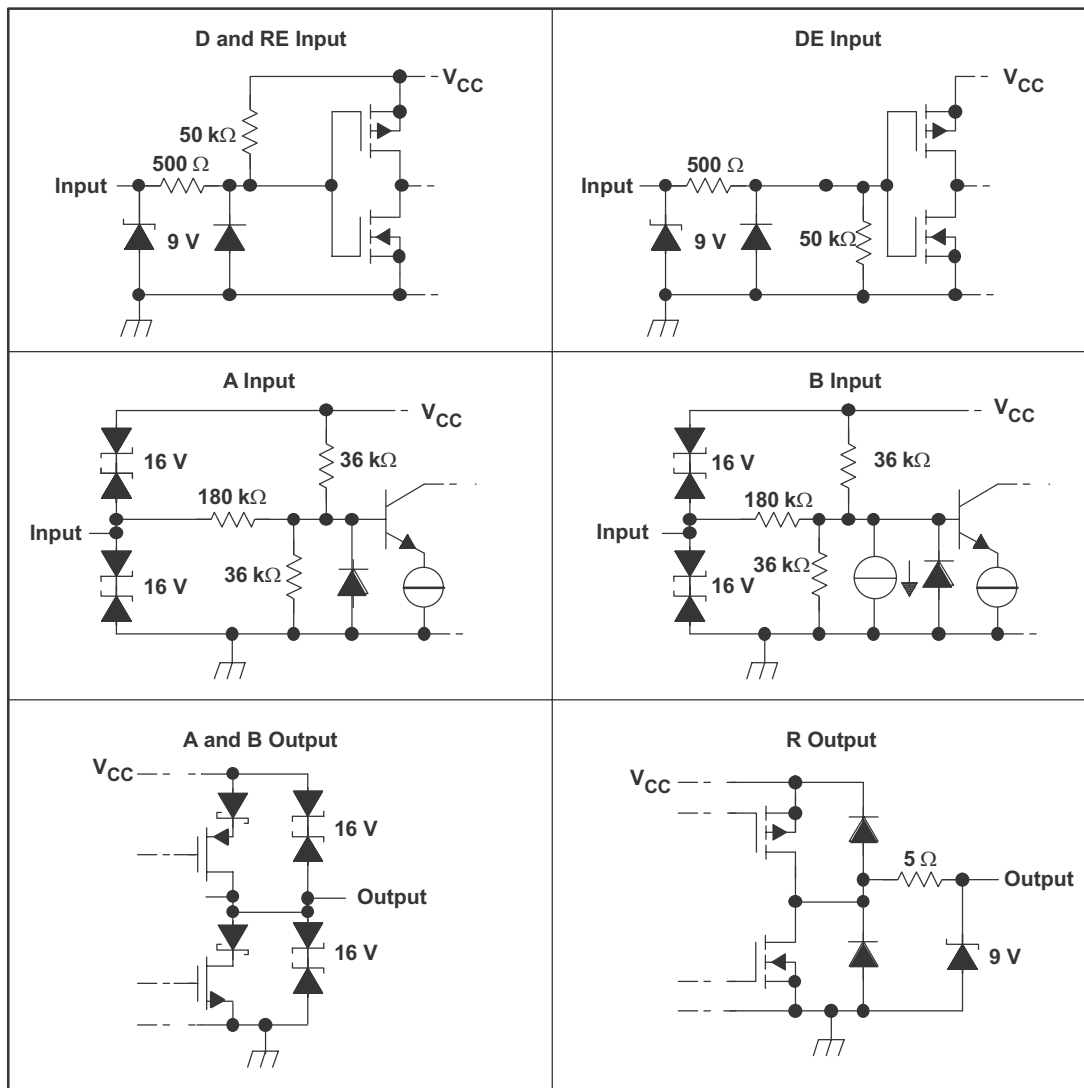 D and RE Input
V_CC
50 kΩ
500 Ω
Input
9 V
DE Input
V_CC
500 Ω
Input
9 V
50 kΩ
A Input
V_CC
16 V
36 kΩ
180 kΩ
Input
16 V
36 kΩ
B Input
V_CC
16 V
36 kΩ
180 kΩ
Input
16 V
36 kΩ
A and B Output
V_CC
16 V
Output
16 V
R Output
V_CC
5 Ω
Output
9 V